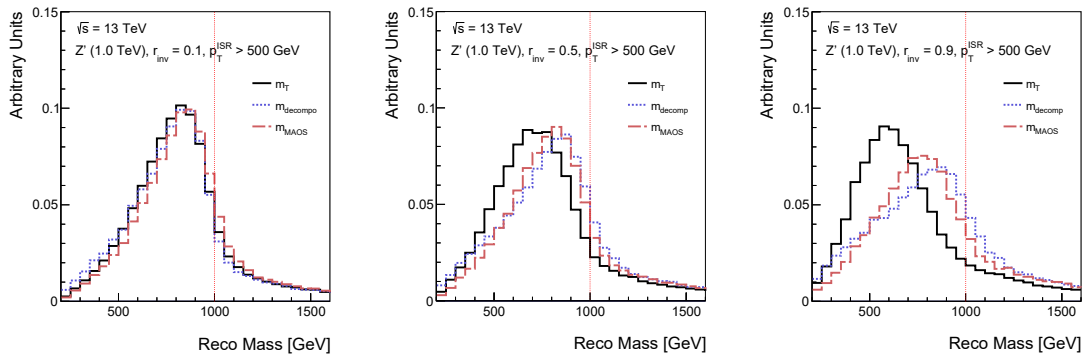 Arbitrary Units
√s = 13 TeV
Z' (1.0 TeV), r_inv = 0.1, p_T^ISR > 500 GeV
m_T
m_decompo
m_MAOS
0.15
0.1
0.05
0
500
1000
1500
Reco Mass [GeV]
Arbitrary Units
√s = 13 TeV
Z' (1.0 TeV), r_inv = 0.5, p_T^ISR > 500 GeV
m_T
m_decomp
m_MAOS
0.15
0.1
0.05
0
500
1000
1500
Reco Mass [GeV]
Arbitrary Units
√s = 13 TeV
Z' (1.0 TeV), r_inv = 0.9, p_T^ISR > 500 GeV
m_T
m_decomp
m_MAOS
0.15
0.1
0.05
0
500
1000
1500
Reco Mass [GeV]